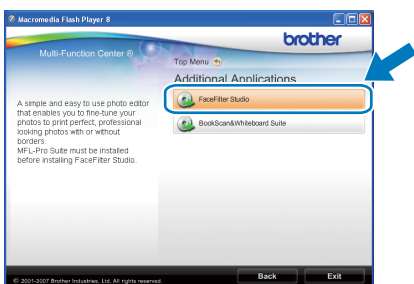 Macromedia Flash Player 8
brother
Multi-Function Center ®
Top Menu
Additional Applications
A simple and easy to use photo editor
that enables you to fine-tune your
photos to print perfect, professional
looking photos with or without
borders.
MFL-Pro Suite must be installed
before installing FaceFilter Studio.
FaceFilter Studio
BookScan&Whiteboard Suite
© 2001-2007 Brother Industries, Ltd. All rights reserved.
Back
Exit